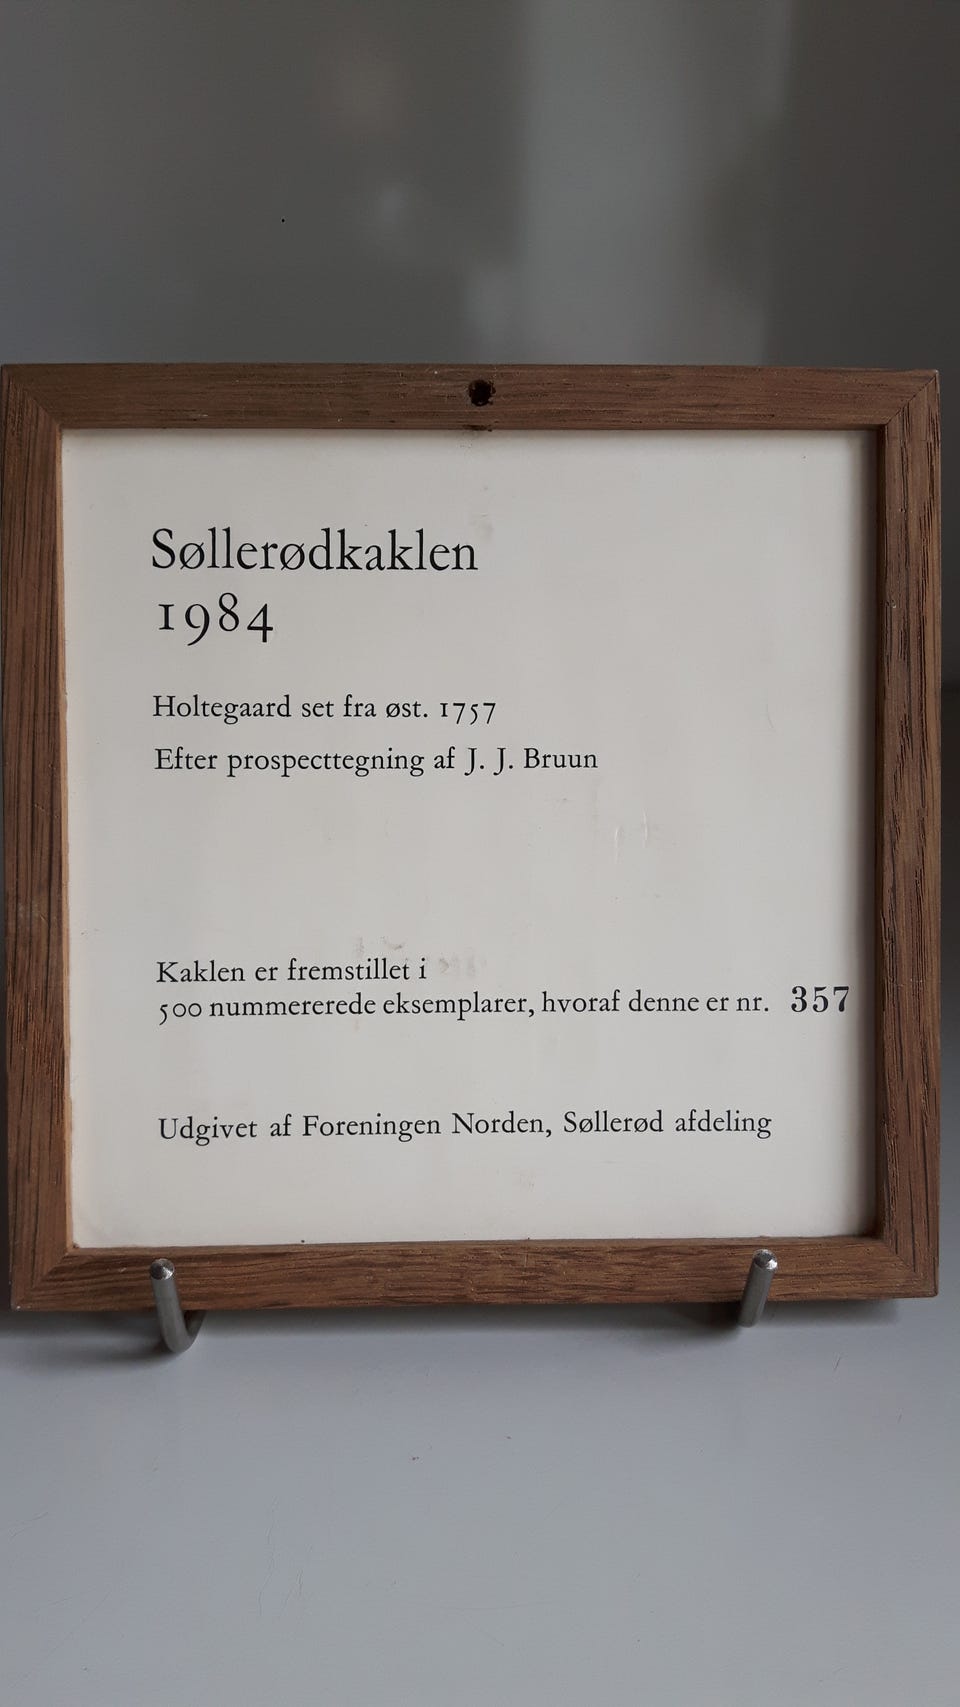 Søllerødkaklen
1984
Holtegaard set fra øst. 1757
Efter prospecttegning af J. J. Bruun
Kaklen er fremstillet i
500 nummererede eksemplarer, hvoraf denne er nr. 357
Udgivet af Foreningen Norden, Søllerød afdeling